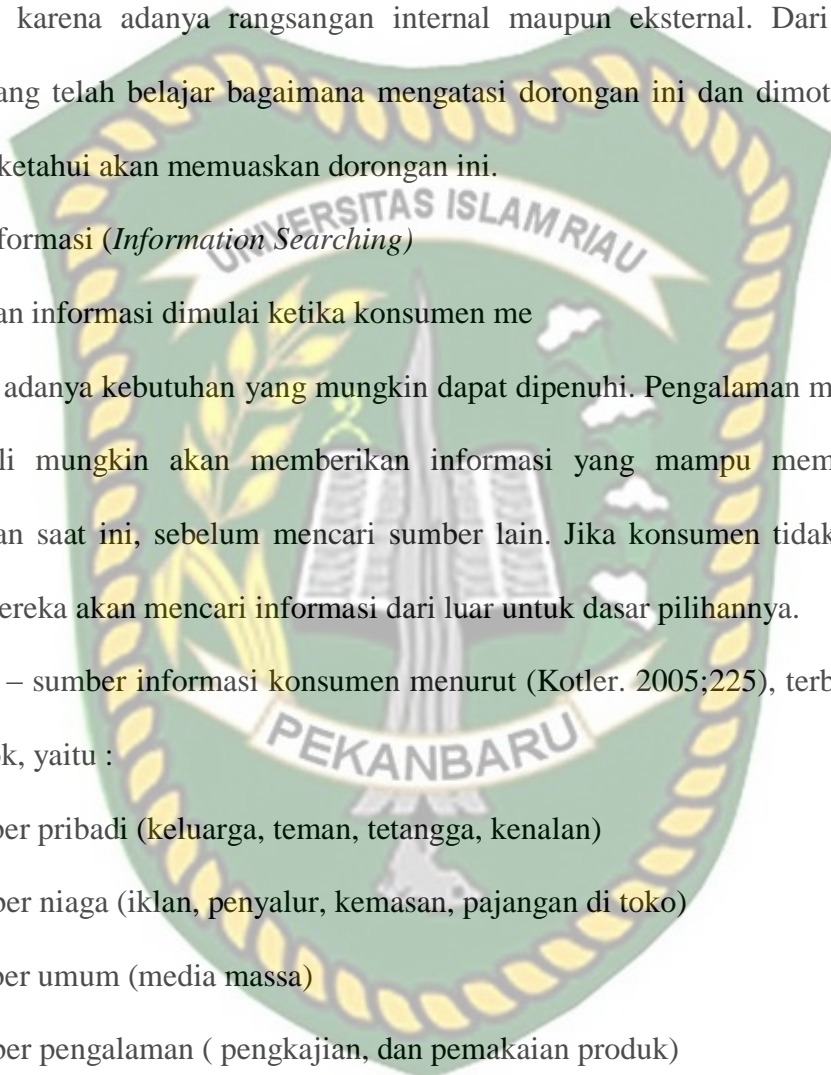 karena adanya rangsangan internal maupun eksternal. Dari
ang telah belajar bagaimana mengatasi dorongan ini dan dimot
ketahui akan memuaskan dorongan ini.
UNIVERSITAS ISLAM RIAU
formasi (Information Searching)
an informasi dimulai ketika konsumen me
adanya kebutuhan yang mungkin dapat dipenuhi. Pengalaman m
li mungkin akan memberikan informasi yang mampu mem
an saat ini, sebelum mencari sumber lain. Jika konsumen tidak
ereka akan mencari informasi dari luar untuk dasar pilihannya.
– sumber informasi konsumen menurut (Kotler. 2005;225), terb
PEKANBARU
ok, yaitu :
ber pribadi (keluarga, teman, tetangga, kenalan)
ber niaga (iklan, penyalur, kemasan, pajangan di toko)
ber umum (media massa)
ber pengalaman ( pengkajian, dan pemakaian produk)